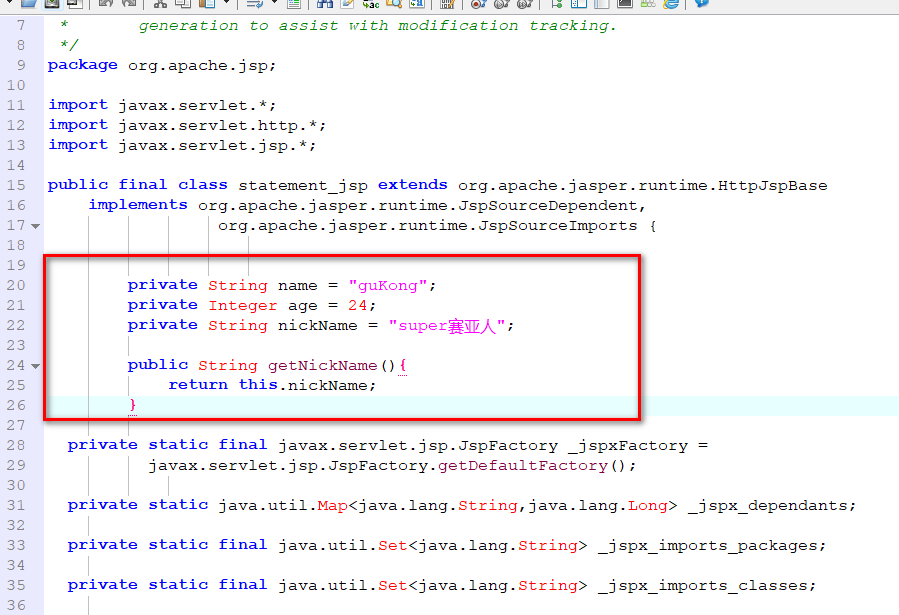 7 * generation to assist with modification tracking.
8 */
9 package org.apache.jsp;
10
11 import javax.servlet.*;
12 import javax.servlet.http.*;
13 import javax.servlet.jsp.*;
14
15 public final class statement_jsp extends org.apache.jasper.runtime.HttpJspBase
16 implements org.apache.jasper.runtime.JspSourceDependent,
17 org.apache.jasper.runtime.JspSourceImports {
18
19
20 private String name = "guKong";
21 private Integer age = 24;
22 private String nickName = "super赛亚人";
23
24 public String getNickName(){
25 return this.nickName;
26 }
27
28 private static final javax.servlet.jsp.JspFactory _jspxFactory =
29 javax.servlet.jsp.JspFactory.getDefaultFactory();
30
31 private static java.util.Map<java.lang.String,java.lang.Long> _jspx_dependants;
32
33 private static final java.util.Set<java.lang.String> _jspx_imports_packages;
34
35 private static final java.util.Set<java.lang.String> _jspx_imports_classes;
36